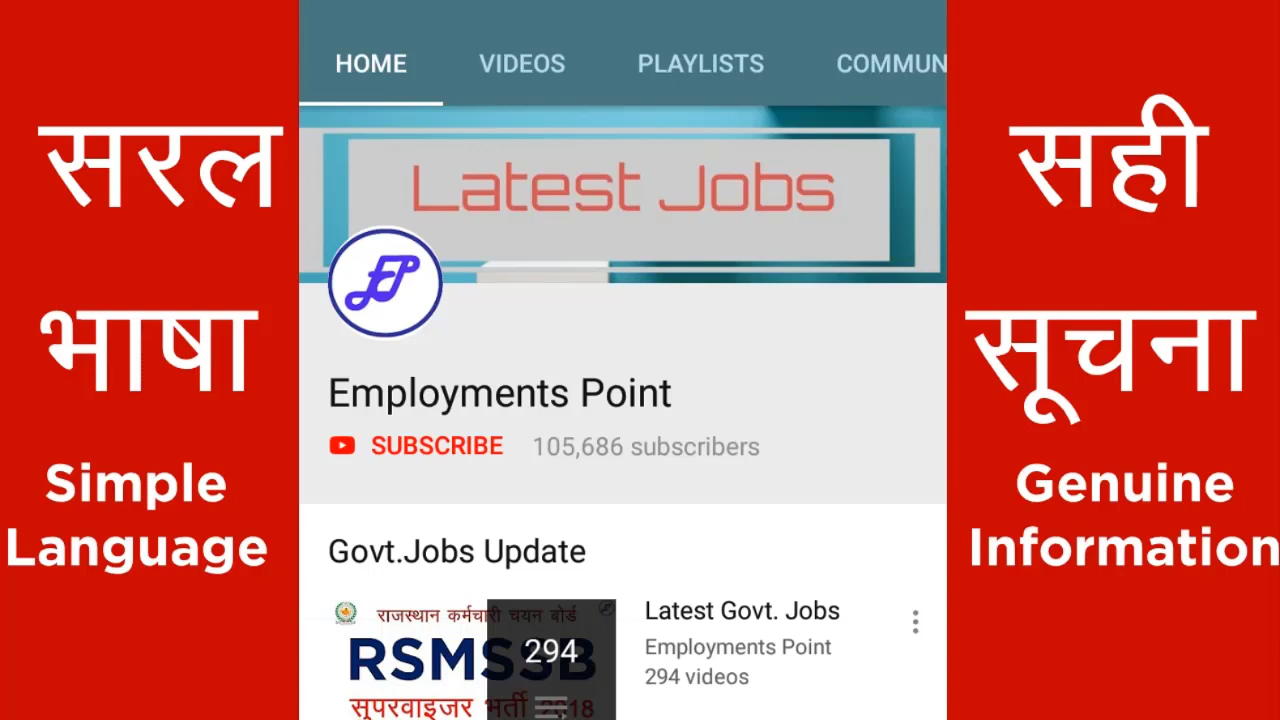 सरल
भाषा
Simple
Language
HOME VIDEOS PLAYLISTS COMMUN
Latest Jobs
EP
Employments Point
SUBSCRIBE 105,686 subscribers
Govt.Jobs Update
राजस्थान कर्मचारी चयन बोर्ड
RSMSSB
सुपरवाइजर भर्ती 2018
294
Latest Govt. Jobs
Employments Point
294 videos
सही
सूचना
Genuine
Information